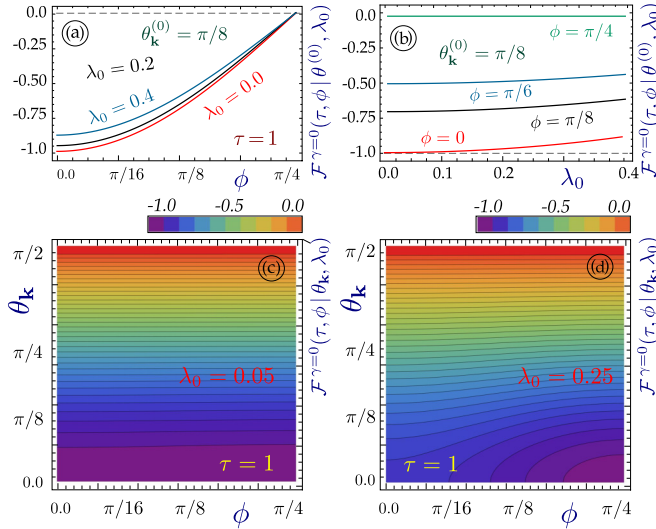 (a)
θ_k^(0) = π/8
λ₀ = 0.2
λ₀ = 0.4
λ₀ = 0.0
τ = 1
0.0
-0.25
-0.50
-0.75
-1.0
0.0 π/16 π/8 ϕ π/4
ℱ^{γ=0}(τ, ϕ | θ^(0), λ₀)
(b)
ϕ = π/4
θ_k^(0) = π/8
ϕ = π/6
ϕ = π/8
ϕ = 0
0.0
-0.25
-0.50
-0.75
-1.0
0.0 0.2 λ₀ 0.4
ℱ^{γ=0}(τ, ϕ | θ^(0), λ₀)
-1.0 0.0
(c)
λ₀ = 0.05
τ = 1
π/2
θ_k
π/4
π/8
0.0
0.0 π/16 π/8 ϕ π/4
ℱ^{γ=0}(τ, ϕ | θ_k, λ₀)
-1.0 0.0
(d)
λ₀ = 0.25
τ = 1
π/2
θ_k
π/4
π/8
0.0
0.0 π/16 π/8 ϕ π/4
ℱ^{γ=0}(τ, ϕ | θ_k, λ₀)